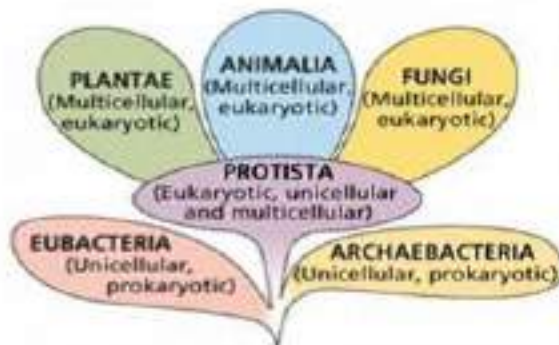 PLANTAE
(Multicellular,
eukaryotic)
ANIMALIA
(Multicellular,
eukaryotic)
FUNGI
(Multicellular,
eukaryotic)
PROTISTA
(Eukaryotic, unicellular
and multicellular)
EUBACTERIA
(Unicellular,
prokaryotic)
ARCHAEBACTERIA
(Unicellular, prokaryotic)